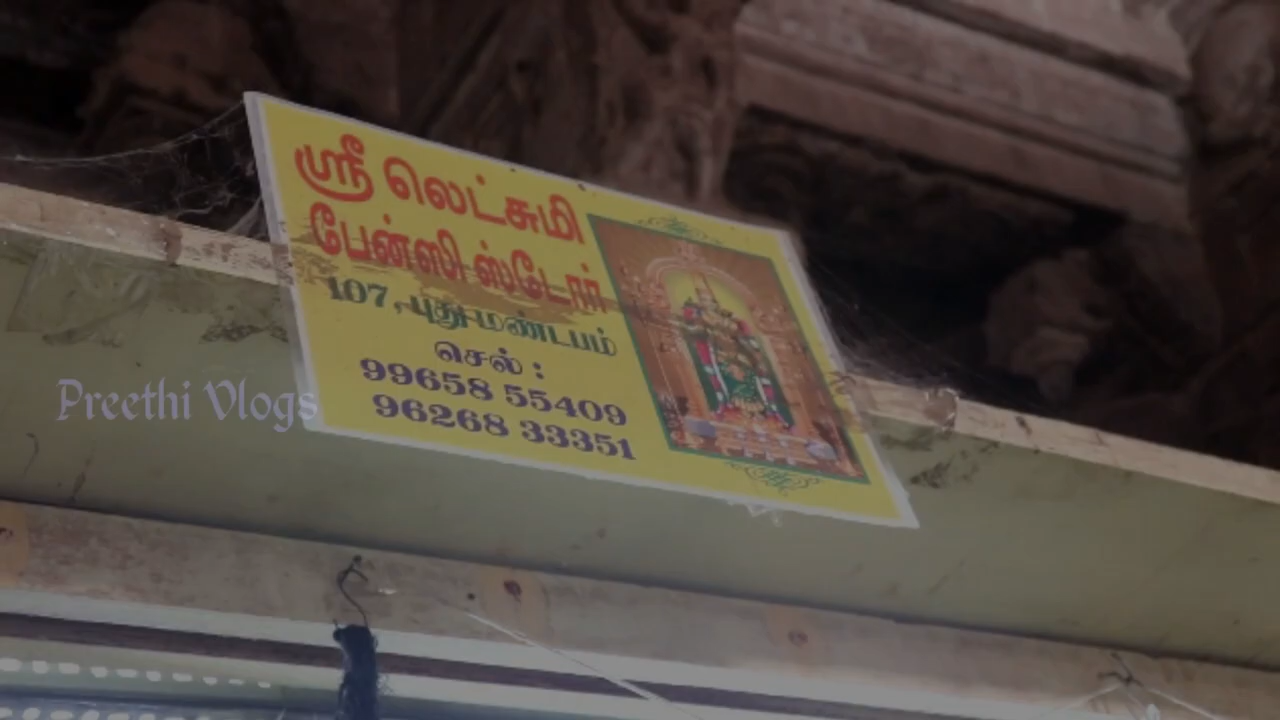 ஸ்ரீ லெட்சுமி
பேன்ஸி ஸ்டோர்
107, புது மண்டபம்
செல் :
99658 55409
96268 33351
Preethi Vlogs